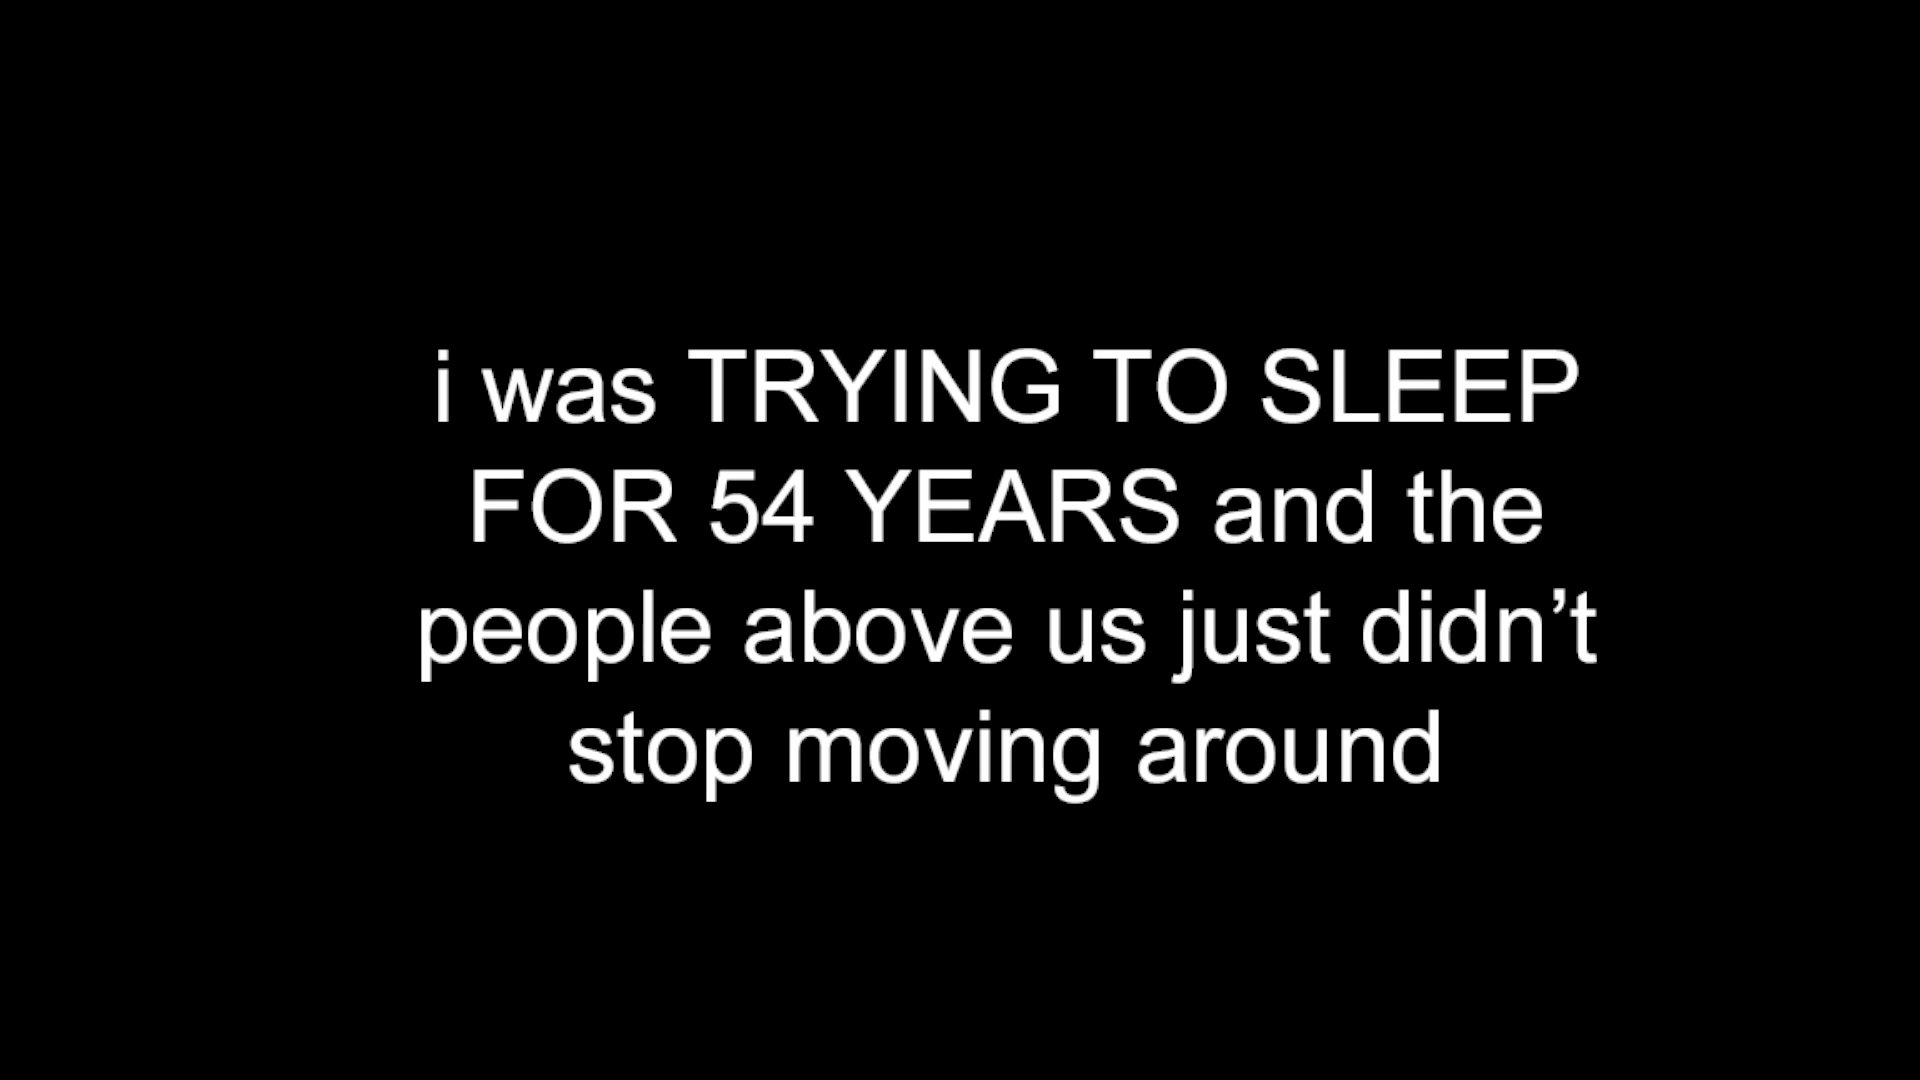 i was TRYING TO SLEEP
FOR 54 YEARS and the
people above us just didn’t
stop moving around